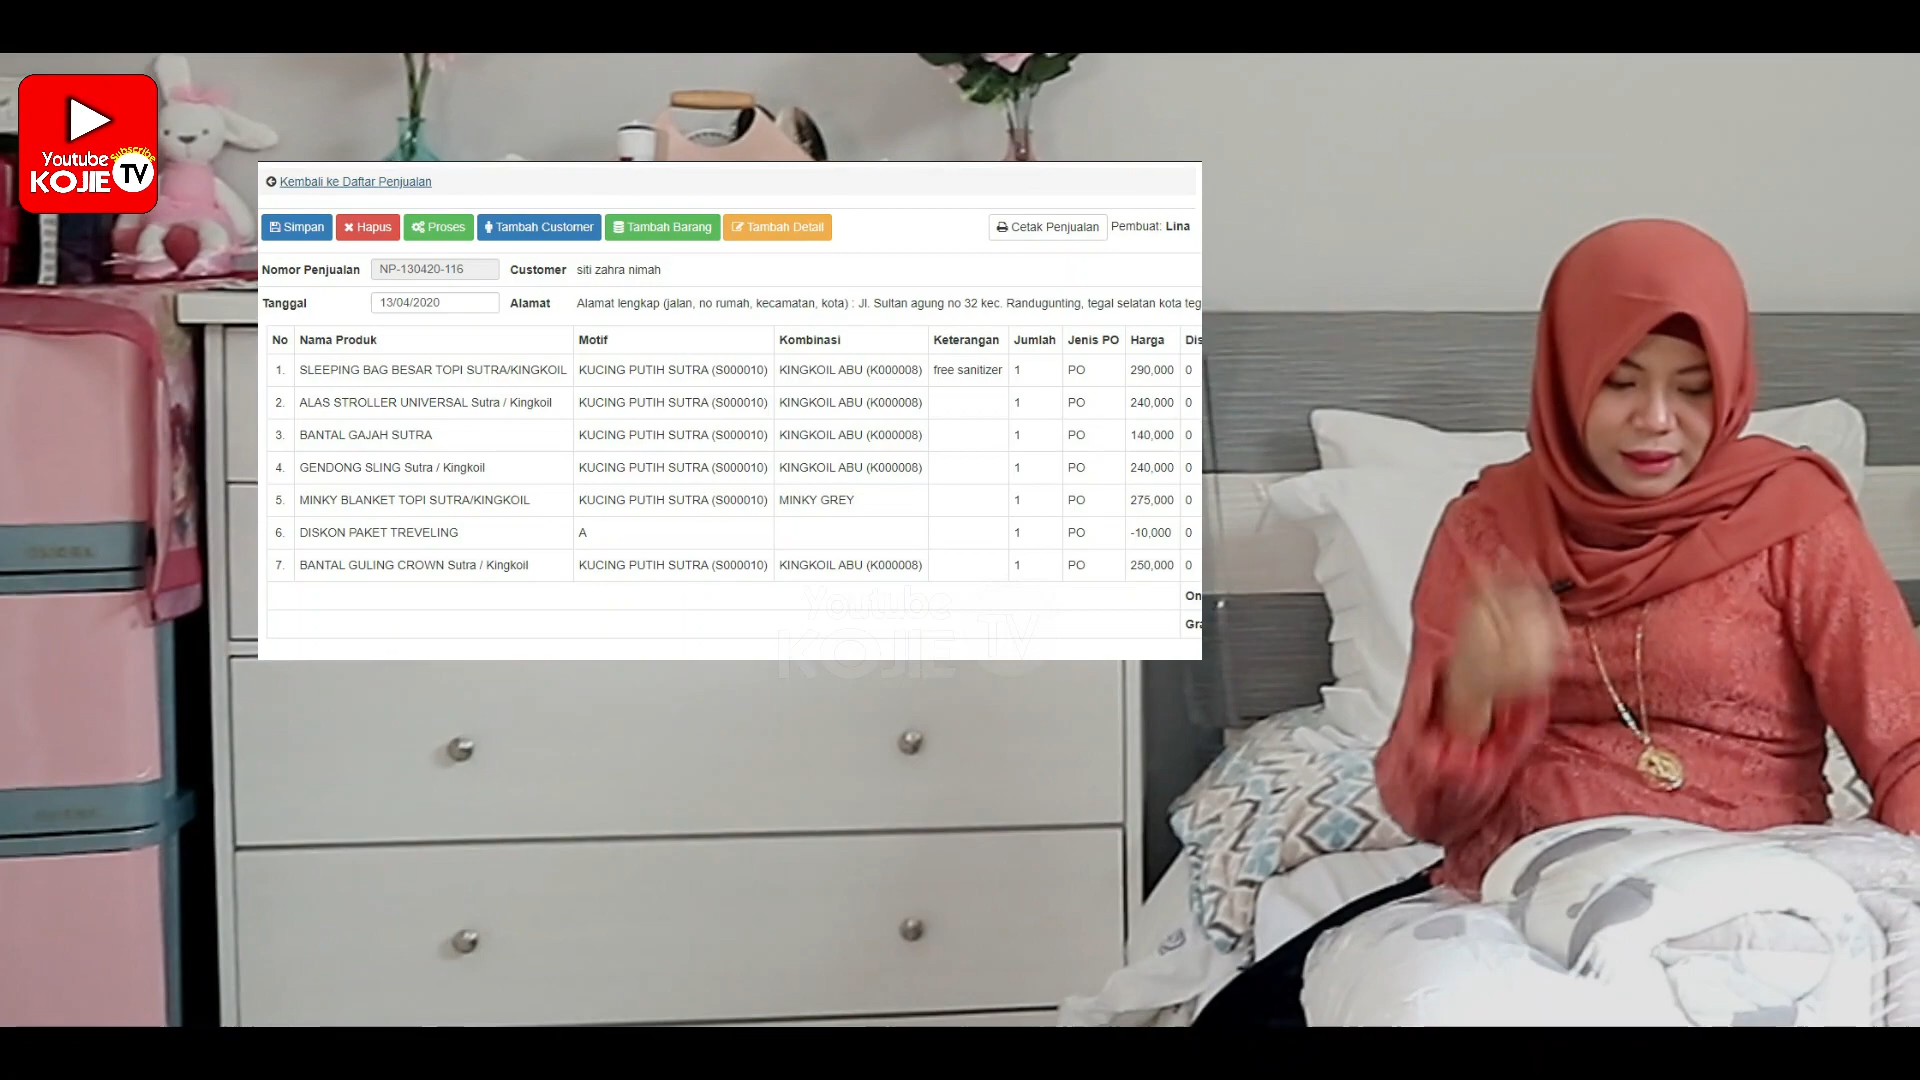 Youtube
Subscribe
KOJIE TV
Kembali ke Daftar Penjualan
Simpan Hapus Proses Tambah Customer Tambah Barang Tambah Detail Cetak Penjualan Pembuat: Lina
Nomor Penjualan NP-130420-116 Customer siti zahra nimah
Tanggal 13/04/2020 Alamat Alamat lengkap (jalan, no rumah, kecamatan, kota) : Jl. Sultan agung no 32 kec. Randugunting, tegal selatan kota teg
No Nama Produk Motif Kombinasi Keterangan Jumlah Jenis PO Harga Dis
1. SLEEPING BAG BESAR TOPI SUTRA/KINGKOIL KUCING PUTIH SUTRA (S000010) KINGKOIL ABU (K000008) free sanitizer 1 PO 290,000 0
2. ALAS STROLLER UNIVERSAL Sutra / Kingkoil KUCING PUTIH SUTRA (S000010) KINGKOIL ABU (K000008) 1 PO 240,000 0
3. BANTAL GAJAH SUTRA KUCING PUTIH SUTRA (S000010) KINGKOIL ABU (K000008) 1 PO 140,000 0
4. GENDONG SLING Sutra / Kingkoil KUCING PUTIH SUTRA (S000010) KINGKOIL ABU (K000008) 1 PO 240,000 0
5. MINKY BLANKET TOPI SUTRA/KINGKOIL KUCING PUTIH SUTRA (S000010) MINKY GREY 1 PO 275,000 0
6. DISKON PAKET TREVELING A 1 PO -10,000 0
7. BANTAL GULING CROWN Sutra / Kingkoil KUCING PUTIH SUTRA (S000010) KINGKOIL ABU (K000008) 1 PO 250,000 0
On
Gra
Youtube
KOJIE TV